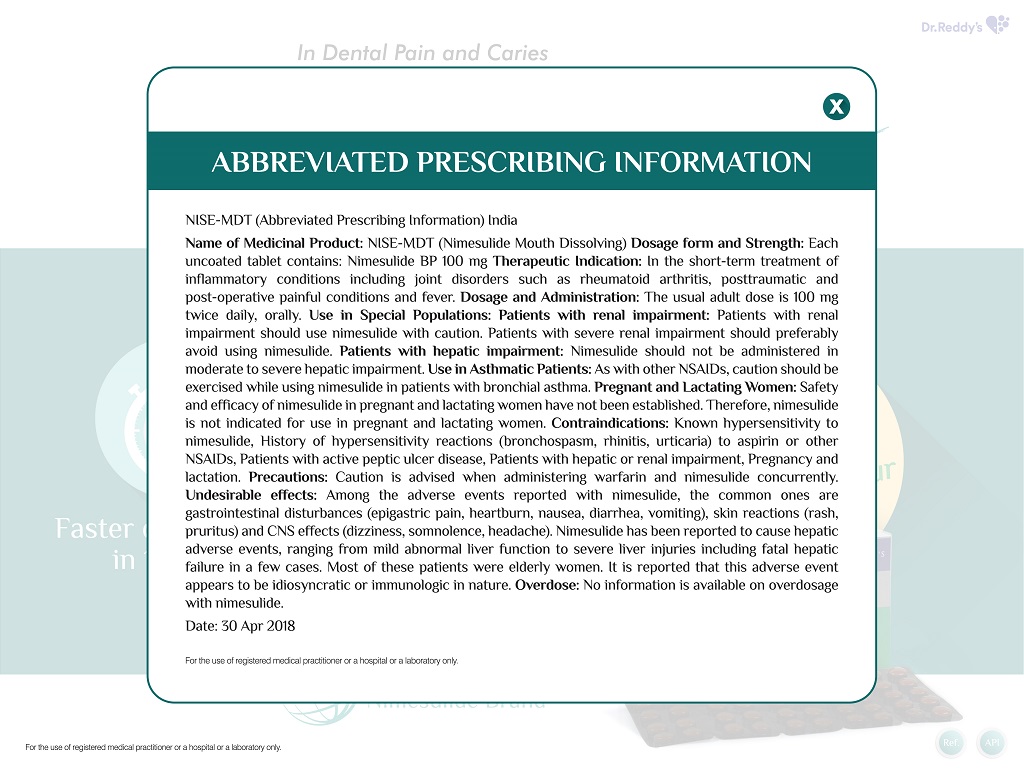 Dr.Reddy's
In Dental Pain and Caries
X
ABBREVIATED PRESCRIBING INFORMATION
NISE-MDT (Abbreviated Prescribing Information) India
Name of Medicinal Product: NISE-MDT (Nimesulide Mouth Dissolving) Dosage form and Strength: Each
uncoated tablet contains: Nimesulide BP 100 mg Therapeutic Indication: In the short-term treatment of
inflammatory conditions including joint disorders such as rheumatoid arthritis, posttraumatic and
post-operative painful conditions and fever. Dosage and Administration: The usual adult dose is 100 mg
twice daily, orally. Use in Special Populations: Patients with renal impairment: Patients with renal
impairment should use nimesulide with caution. Patients with severe renal impairment should preferably
avoid using nimesulide. Patients with hepatic impairment: Nimesulide should not be administered in
moderate to severe hepatic impairment. Use in Asthmatic Patients: As with other NSAIDs, caution should be
exercised while using nimesulide in patients with bronchial asthma. Pregnant and Lactating Women: Safety
and efficacy of nimesulide in pregnant and lactating women have not been established. Therefore, nimesulide
is not indicated for use in pregnant and lactating women. Contraindications: Known hypersensitivity to
nimesulide, History of hypersensitivity reactions (bronchospasm, rhinitis, urticaria) to aspirin or other
NSAIDs, Patients with active peptic ulcer disease, Patients with hepatic or renal impairment, Pregnancy and
lactation. Precautions: Caution is advised when administering warfarin and nimesulide concurrently.
Undesirable effects: Among the adverse events reported with nimesulide, the common ones are
gastrointestinal disturbances (epigastric pain, heartburn, nausea, diarrhea, vomiting), skin reactions (rash,
pruritus) and CNS effects (dizziness, somnolence, headache). Nimesulide has been reported to cause hepatic
adverse events, ranging from mild abnormal liver function to severe liver injuries including fatal hepatic
failure in a few cases. Most of these patients were elderly women. It is reported that this adverse event
appears to be idiosyncratic or immunologic in nature. Overdose: No information is available on overdosage
with nimesulide.
Date: 30 Apr 2018
For the use of registered medical practitioner or a hospital or a laboratory only.
Faster
in
Nimesulide Brand
For the use of registered medical practitioner or a hospital or a laboratory only.
Ref.
API